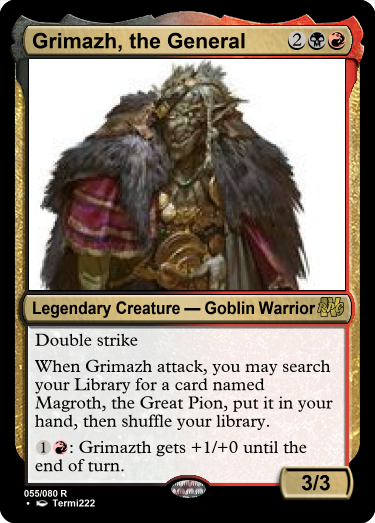 Grimazh, the General 2
Legendary Creature — Goblin Warrior
Double strike
When Grimazh attack, you may search
your Library for a card named
Magroth, the Great Pion, put it in your
hand, then shuffle your library.
1 : Grimazth gets +1/+0 until the
end of turn.
3/3
055/080 R
• Termi222